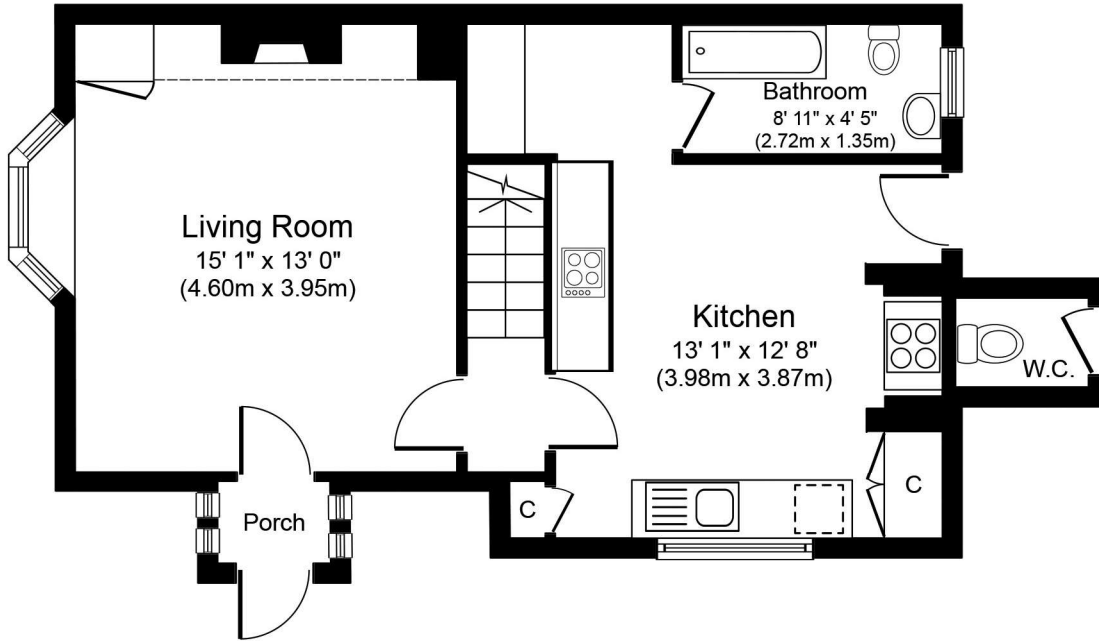 Bathroom
8' 11" x 4' 5"
(2.72m x 1.35m)
Living Room
15' 1" x 13' 0"
(4.60m x 3.95m)
Kitchen
13' 1" x 12' 8"
(3.98m x 3.87m)
W.C.
C
C
Porch